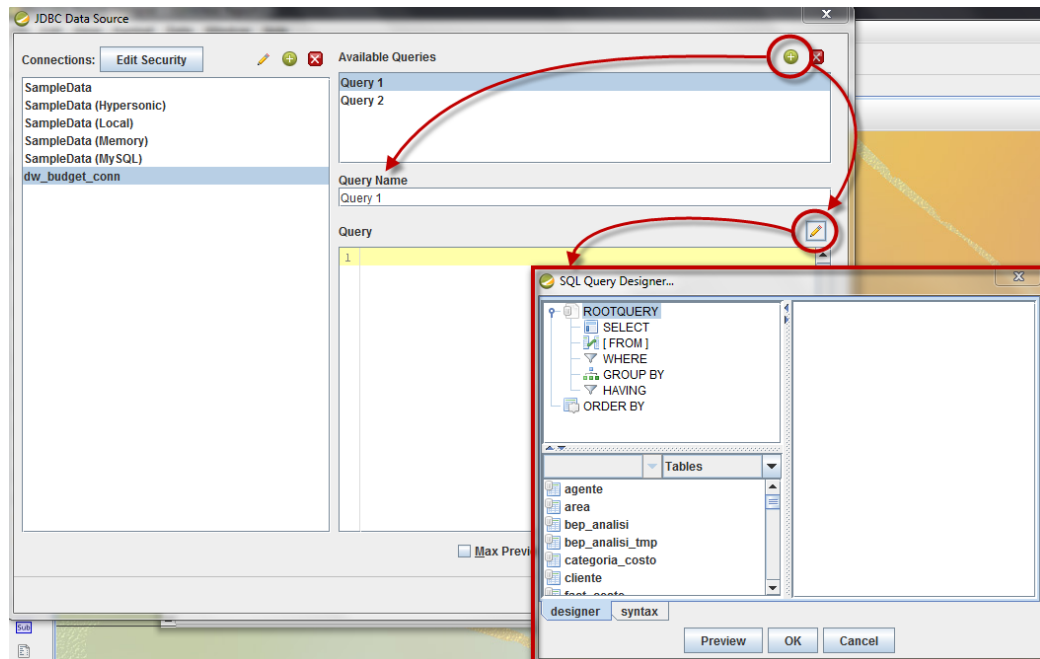 JDBC Data Source
Connections: Edit Security
SampleData
SampleData (Hypersonic)
SampleData (Local)
SampleData (Memory)
SampleData (MySQL)
dw_budget_conn
Available Queries
Query 1
Query 2
Query Name
Query 1
Query
1
Max Previ
SQL Query Designer...
ROOTQUERY
SELECT
[ FROM ]
WHERE
GROUP BY
HAVING
ORDER BY
Tables
agente
area
bep_analisi
bep_analisi_tmp
categoria_costo
cliente
designer syntax
Preview OK Cancel
Sub